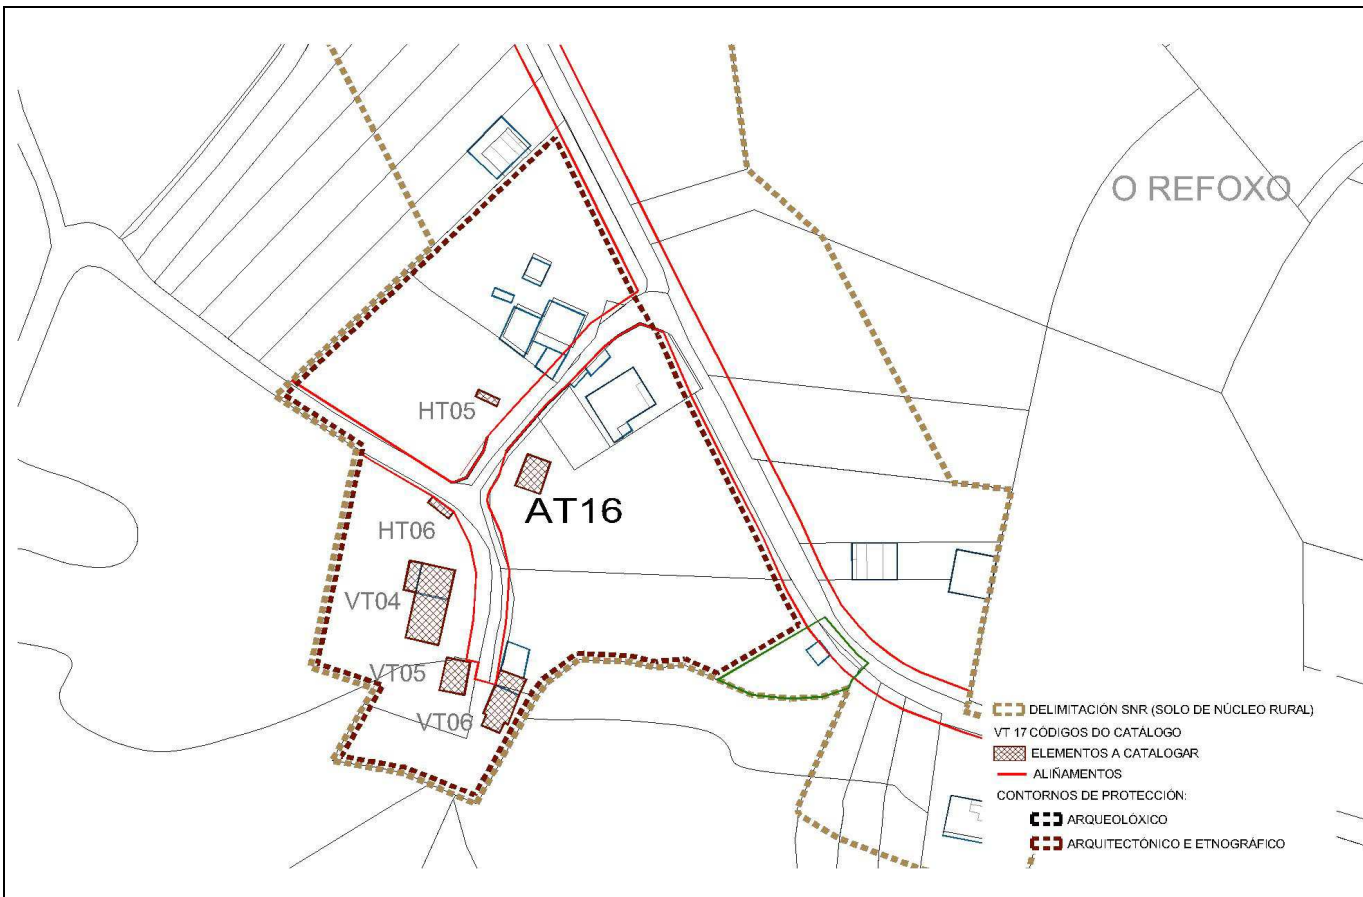 O REFOXO
HT05
AT16
HT06
VT04
VT05
VT06
DELIMITACIÓN SNR (SOLO DE NÚCLEO RURAL)
VT 17 CÓDIGOS DO CATÁLOGO
ELEMENTOS A CATALOGAR
ALIÑAMENTOS
CONTORNOS DE PROTECCIÓN:
ARQUEOLÓXICO
ARQUITECTÓNICO E ETNOGRÁFICO